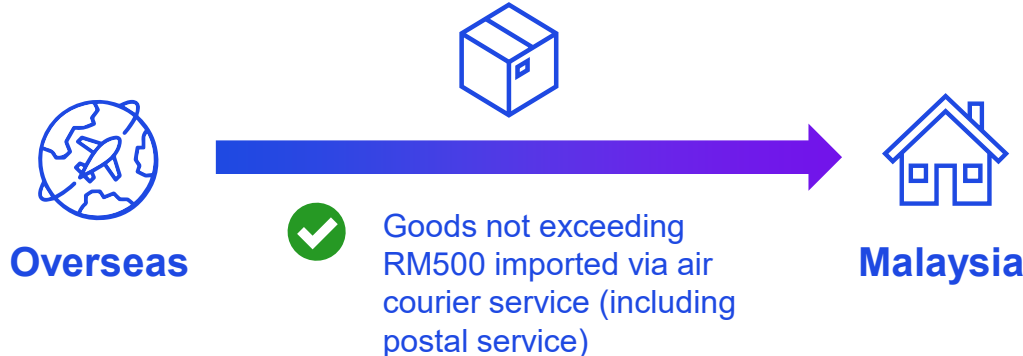 Overseas
Goods not exceeding
RM500 imported via air
courier service (including
postal service)
Malaysia